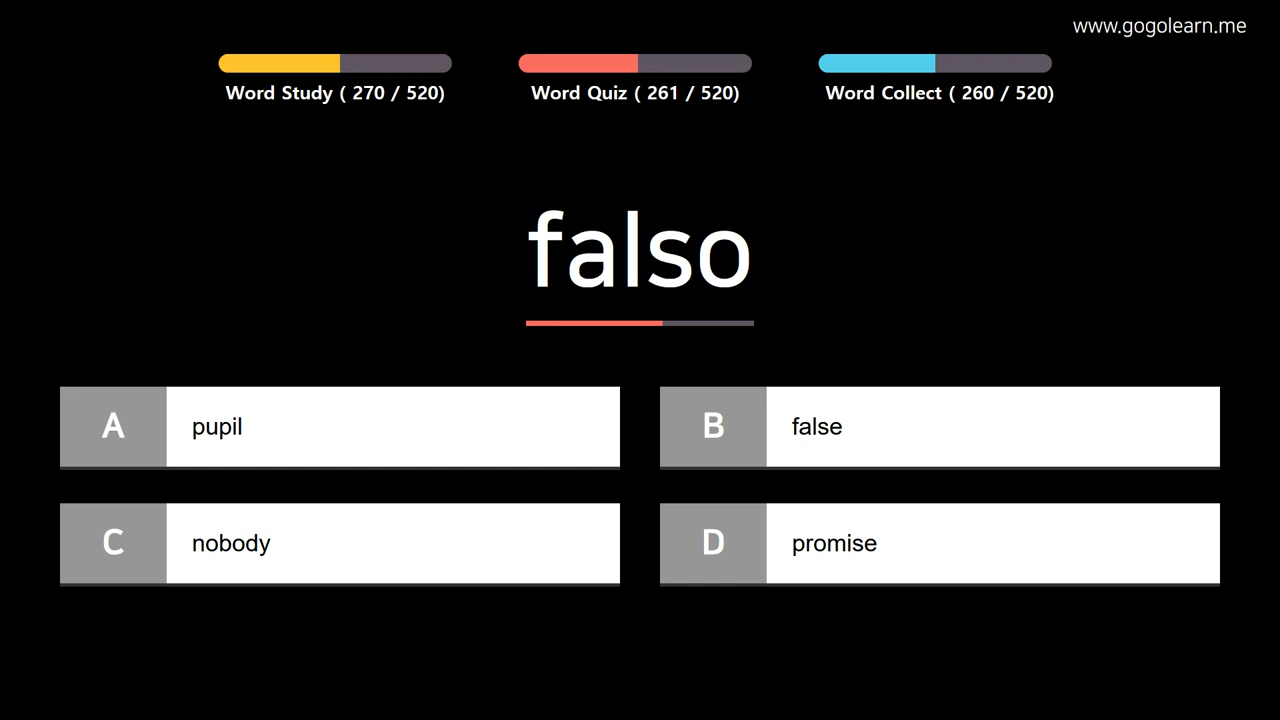 www.gogolearn.me
Word Study ( 270 / 520)
Word Quiz ( 261 / 520)
Word Collect ( 260 / 520)
falso
A pupil
B false
C nobody
D promise